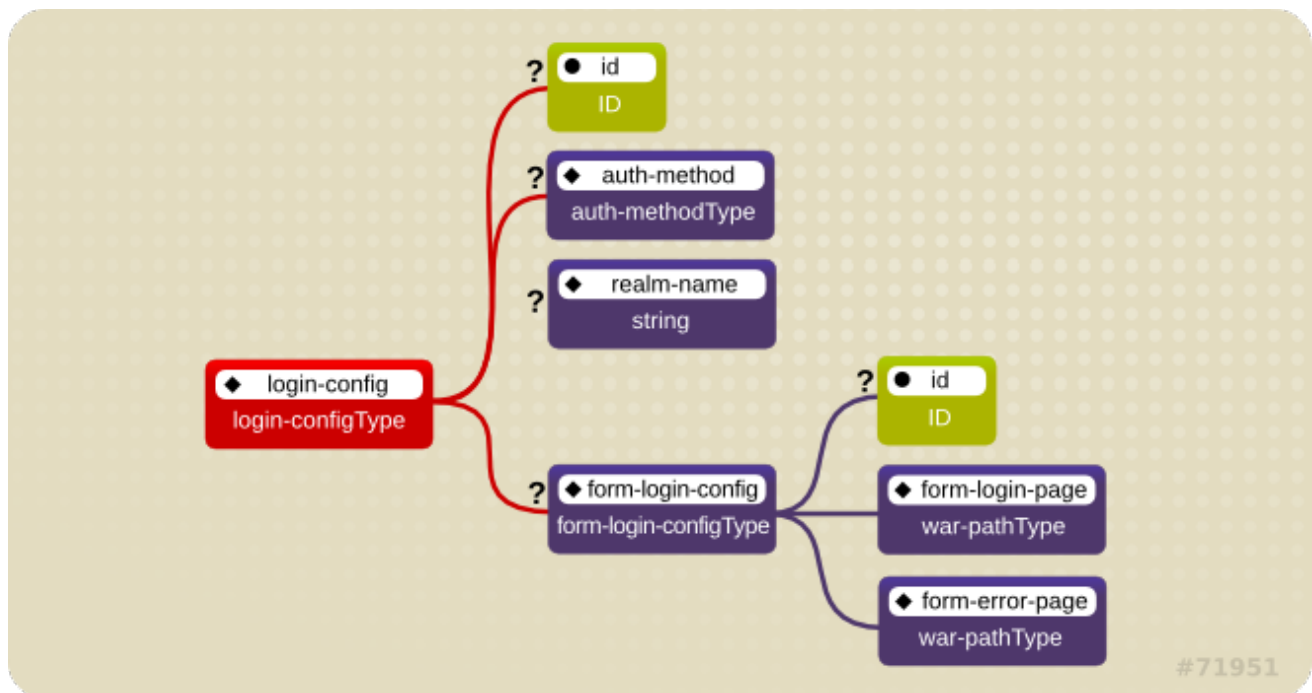 ?
id
ID
?
auth-method
auth-methodType
?
realm-name
string
login-config
login-configType
?
id
ID
?
form-login-config
form-login-configType
form-login-page
war-pathType
form-error-page
war-pathType
#71951